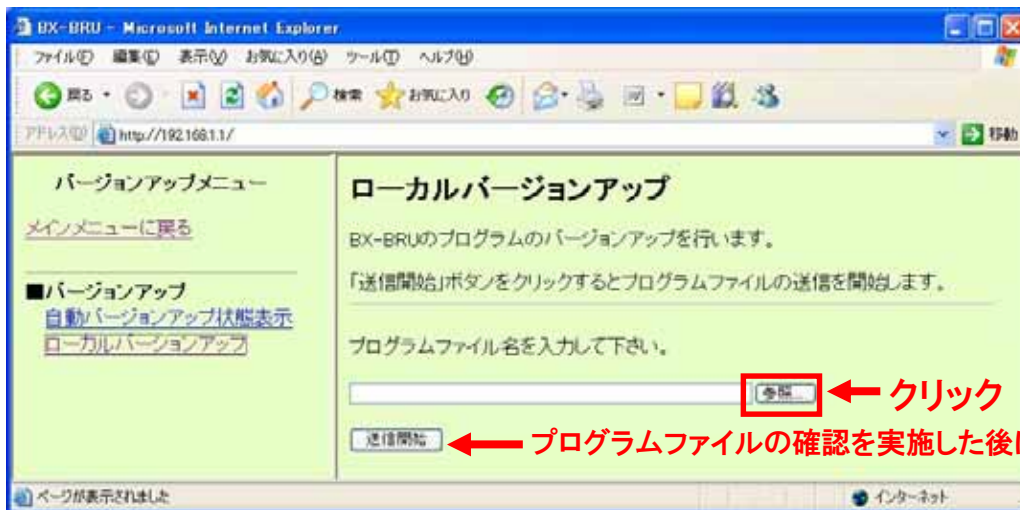 BX-BRU - Microsoft Internet Explorer
ファイル(F) 編集(E) 表示(V) お気に入り(A) ツール(T) ヘルプ(H)
戻る 検索 お気に入り
アドレス(D) http://192.168.1.1/ 移動
バージョンアップメニュー
メインメニューに戻る
■バージョンアップ
自動バージョンアップ状態表示
ローカルバージョンアップ
ローカルバージョンアップ
BX-BRUのプログラムのバージョンアップを行います。
「送信開始」ボタンをクリックするとプログラムファイルの送信を開始します。
プログラムファイル名を入力して下さい。
参照... クリック
送信開始 プログラムファイルの確認を実施した後に
ページが表示されました インターネット